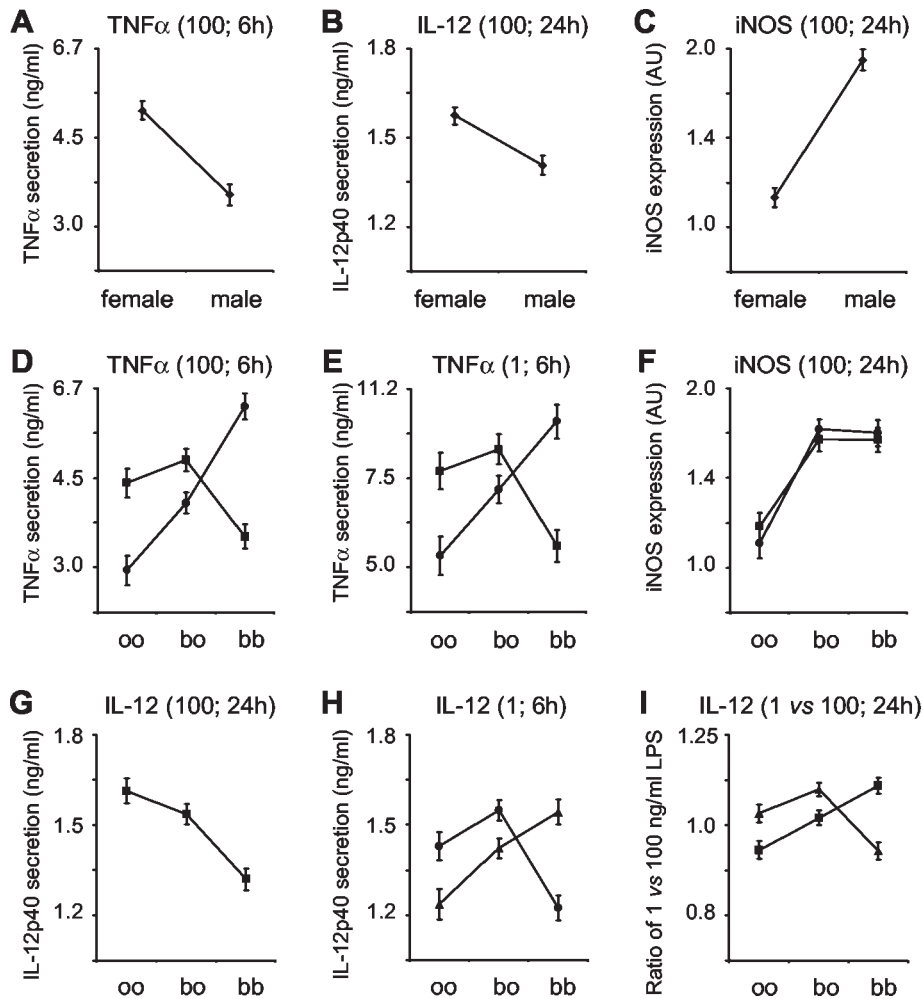 A TNFα (100; 6h)
TNFα secretion (ng/ml)
6.7
4.5
3.0
female male
B IL-12 (100; 24h)
IL-12p40 secretion (ng/ml)
1.8
1.5
1.2
female male
C iNOS (100; 24h)
iNOS expression (AU)
2.0
1.4
1.0
female male
D TNFα (100; 6h)
TNFα secretion (ng/ml)
6.7
4.5
3.0
oo bo bb
E TNFα (1; 6h)
TNFα secretion (ng/ml)
11.2
7.5
5.0
oo bo bb
F iNOS (100; 24h)
iNOS expression (AU)
2.0
1.4
1.0
oo bo bb
G IL-12 (100; 24h)
IL-12p40 secretion (ng/ml)
1.8
1.5
1.2
oo bo bb
H IL-12 (1; 6h)
IL-12p40 secretion (ng/ml)
1.8
1.5
1.2
oo bo bb
I IL-12 (1 vs 100; 24h)
Ratio of 1 vs 100 ng/ml LPS
1.25
1.0
0.8
oo bo bb